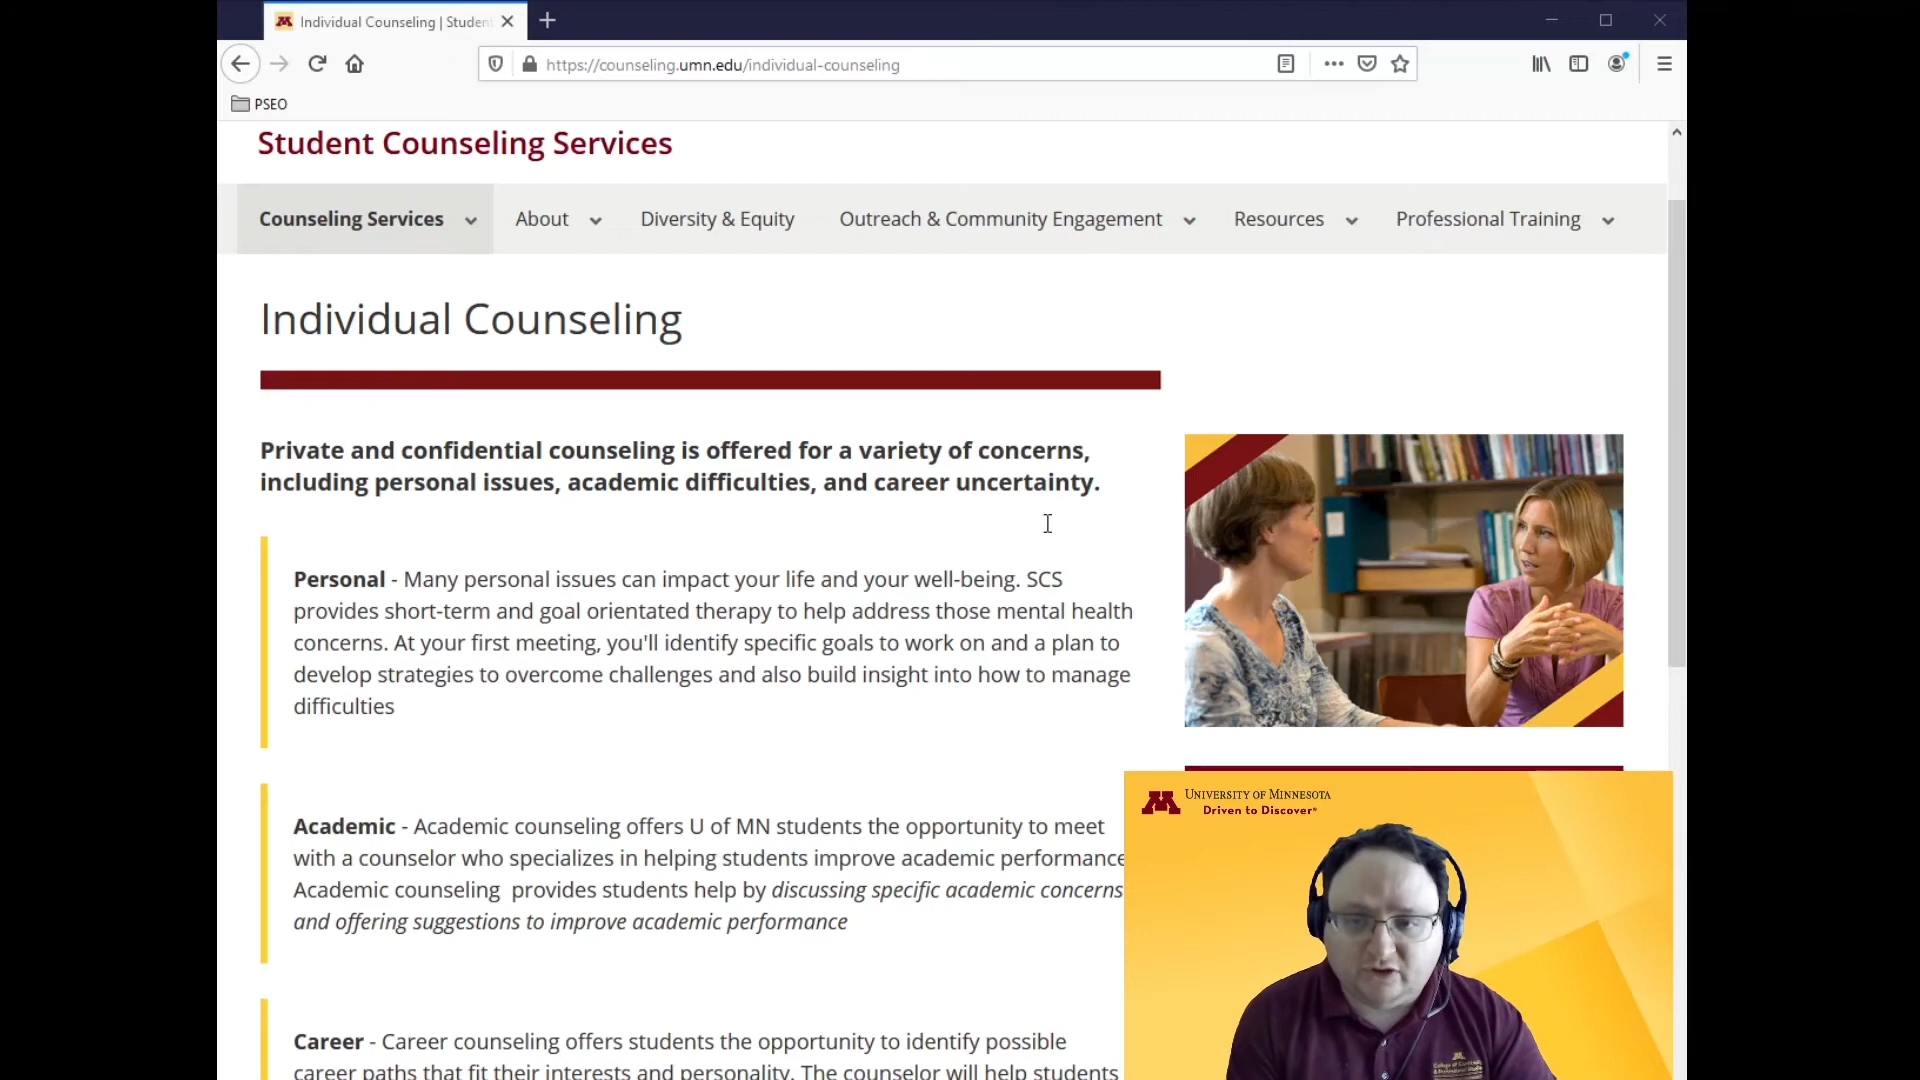 Individual Counseling | Studen
https://counseling.umn.edu/individual-counseling
PSEO
Student Counseling Services
Counseling Services About Diversity & Equity Outreach & Community Engagement Resources Professional Training
Individual Counseling
Private and confidential counseling is offered for a variety of concerns,
including personal issues, academic difficulties, and career uncertainty.
Personal - Many personal issues can impact your life and your well-being. SCS
provides short-term and goal orientated therapy to help address those mental health
concerns. At your first meeting, you'll identify specific goals to work on and a plan to
develop strategies to overcome challenges and also build insight into how to manage
difficulties
Academic - Academic counseling offers U of MN students the opportunity to meet
with a counselor who specializes in helping students improve academic performance
Academic counseling provides students help by discussing specific academic concerns
and offering suggestions to improve academic performance
Career - Career counseling offers students the opportunity to identify possible
career paths that fit their interests and personality. The counselor will help students
M UNIVERSITY OF MINNESOTA
Driven to Discover®